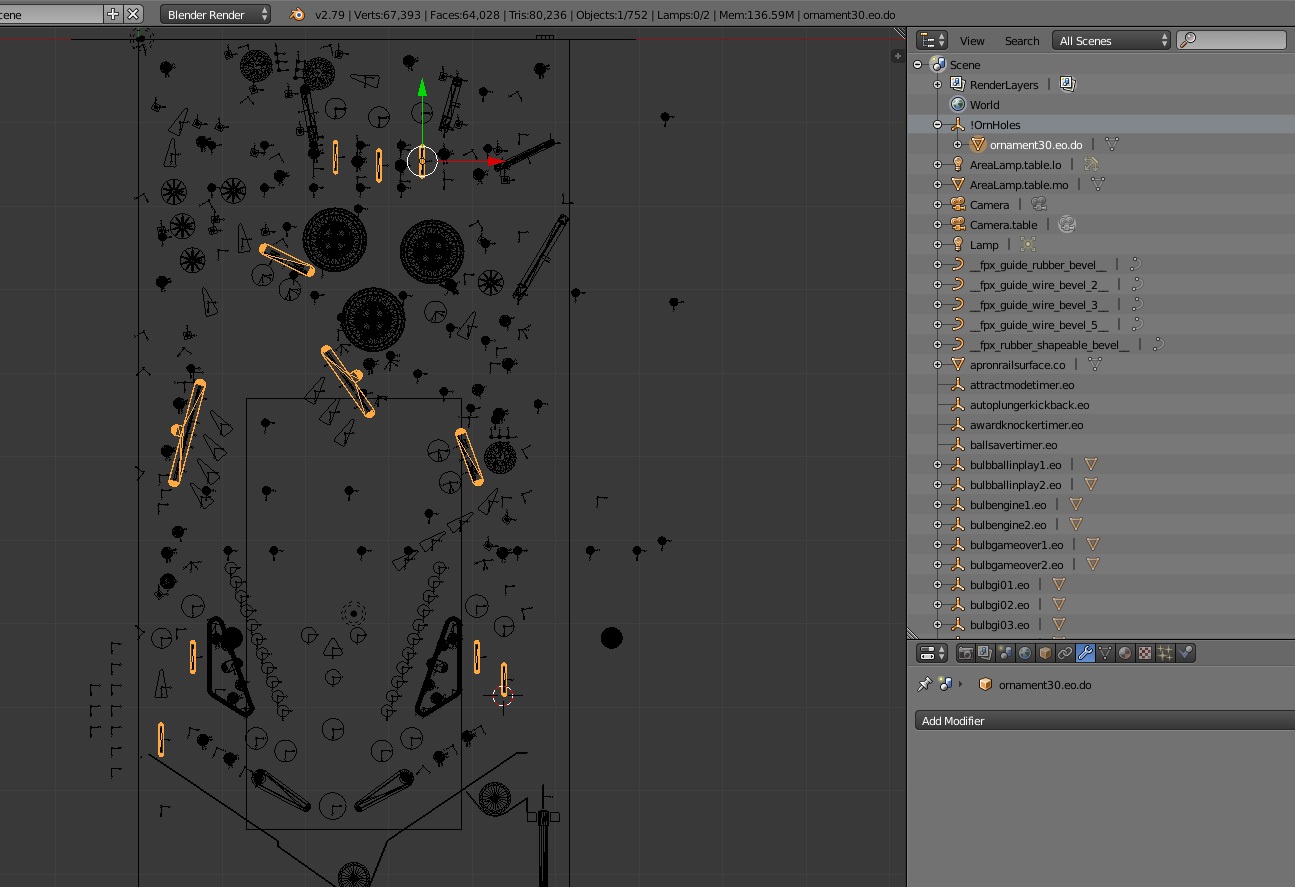 cene Blender Render v2.79 | Verts:67,393 | Faces:64,028 | Tris:80,236 | Objects:1/752 | Lamps:0/2 | Mem:136.59M | ornament30.eo.do
View Search All Scenes
Scene
RenderLayers |
World
!OrnHoles
ornament30.eo.do |
AreaLamp.table.lo |
AreaLamp.table.mo |
Camera |
Camera.table |
Lamp |
__fpx_guide_rubber_bevel__ |
__fpx_guide_wire_bevel_2__ |
__fpx_guide_wire_bevel_3__ |
__fpx_guide_wire_bevel_5__ |
__fpx_rubber_shapeable_bevel__ |
apronrailsurface.co |
attractmodetimer.eo
autoplungerkickback.eo
awardknockertimer.eo
ballsavertimer.eo
bulbballinplay1.eo |
bulbballinplay2.eo |
bulbengine1.eo |
bulbengine2.eo |
bulbgameover1.eo |
bulbgameover2.eo |
bulbgi01.eo |
bulbgi02.eo |
bulbgi03.eo |
ornament30.eo.do
Add Modifier